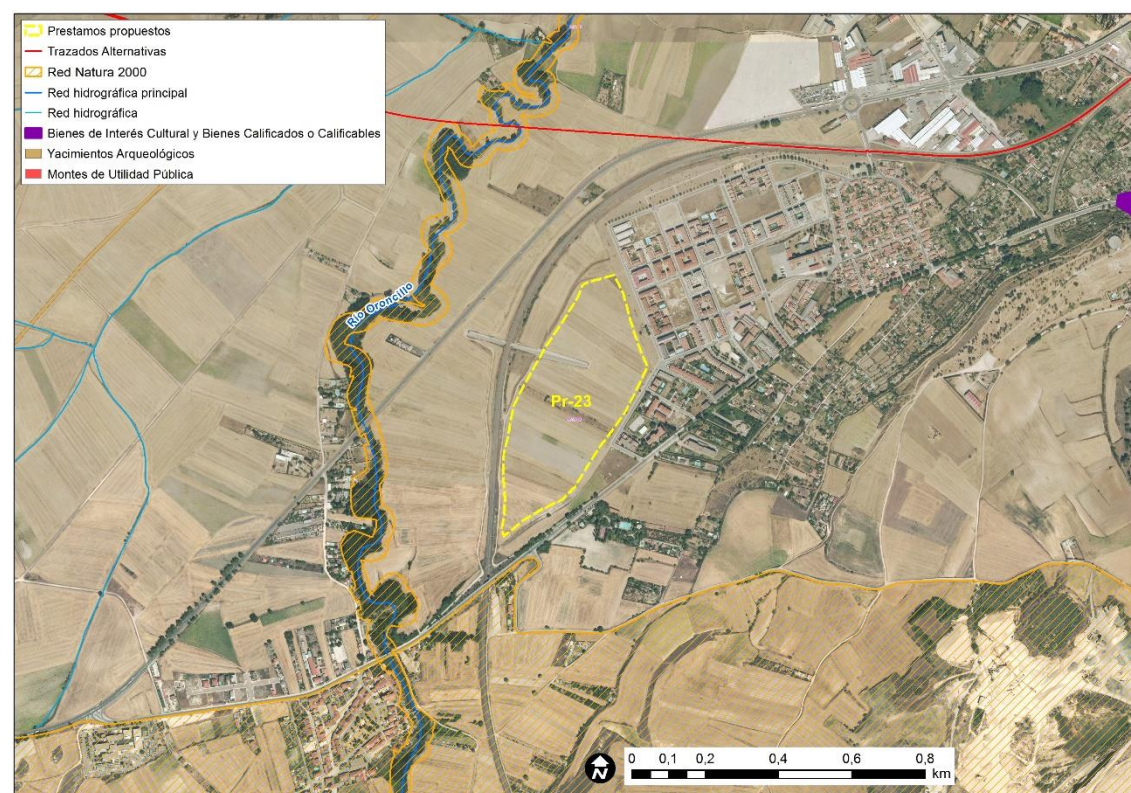 Prestamos propuestos
Trazados Alternativas
Red Natura 2000
Red hidrográfica principal
Red hidrográfica
Bienes de Interés Cultural y Bienes Calificados o Calificables
Yacimientos Arqueológicos
Montes de Utilidad Pública
Río Oroncillo
Pr-23
N
0 0,1 0,2 0,4 0,6 0,8
km